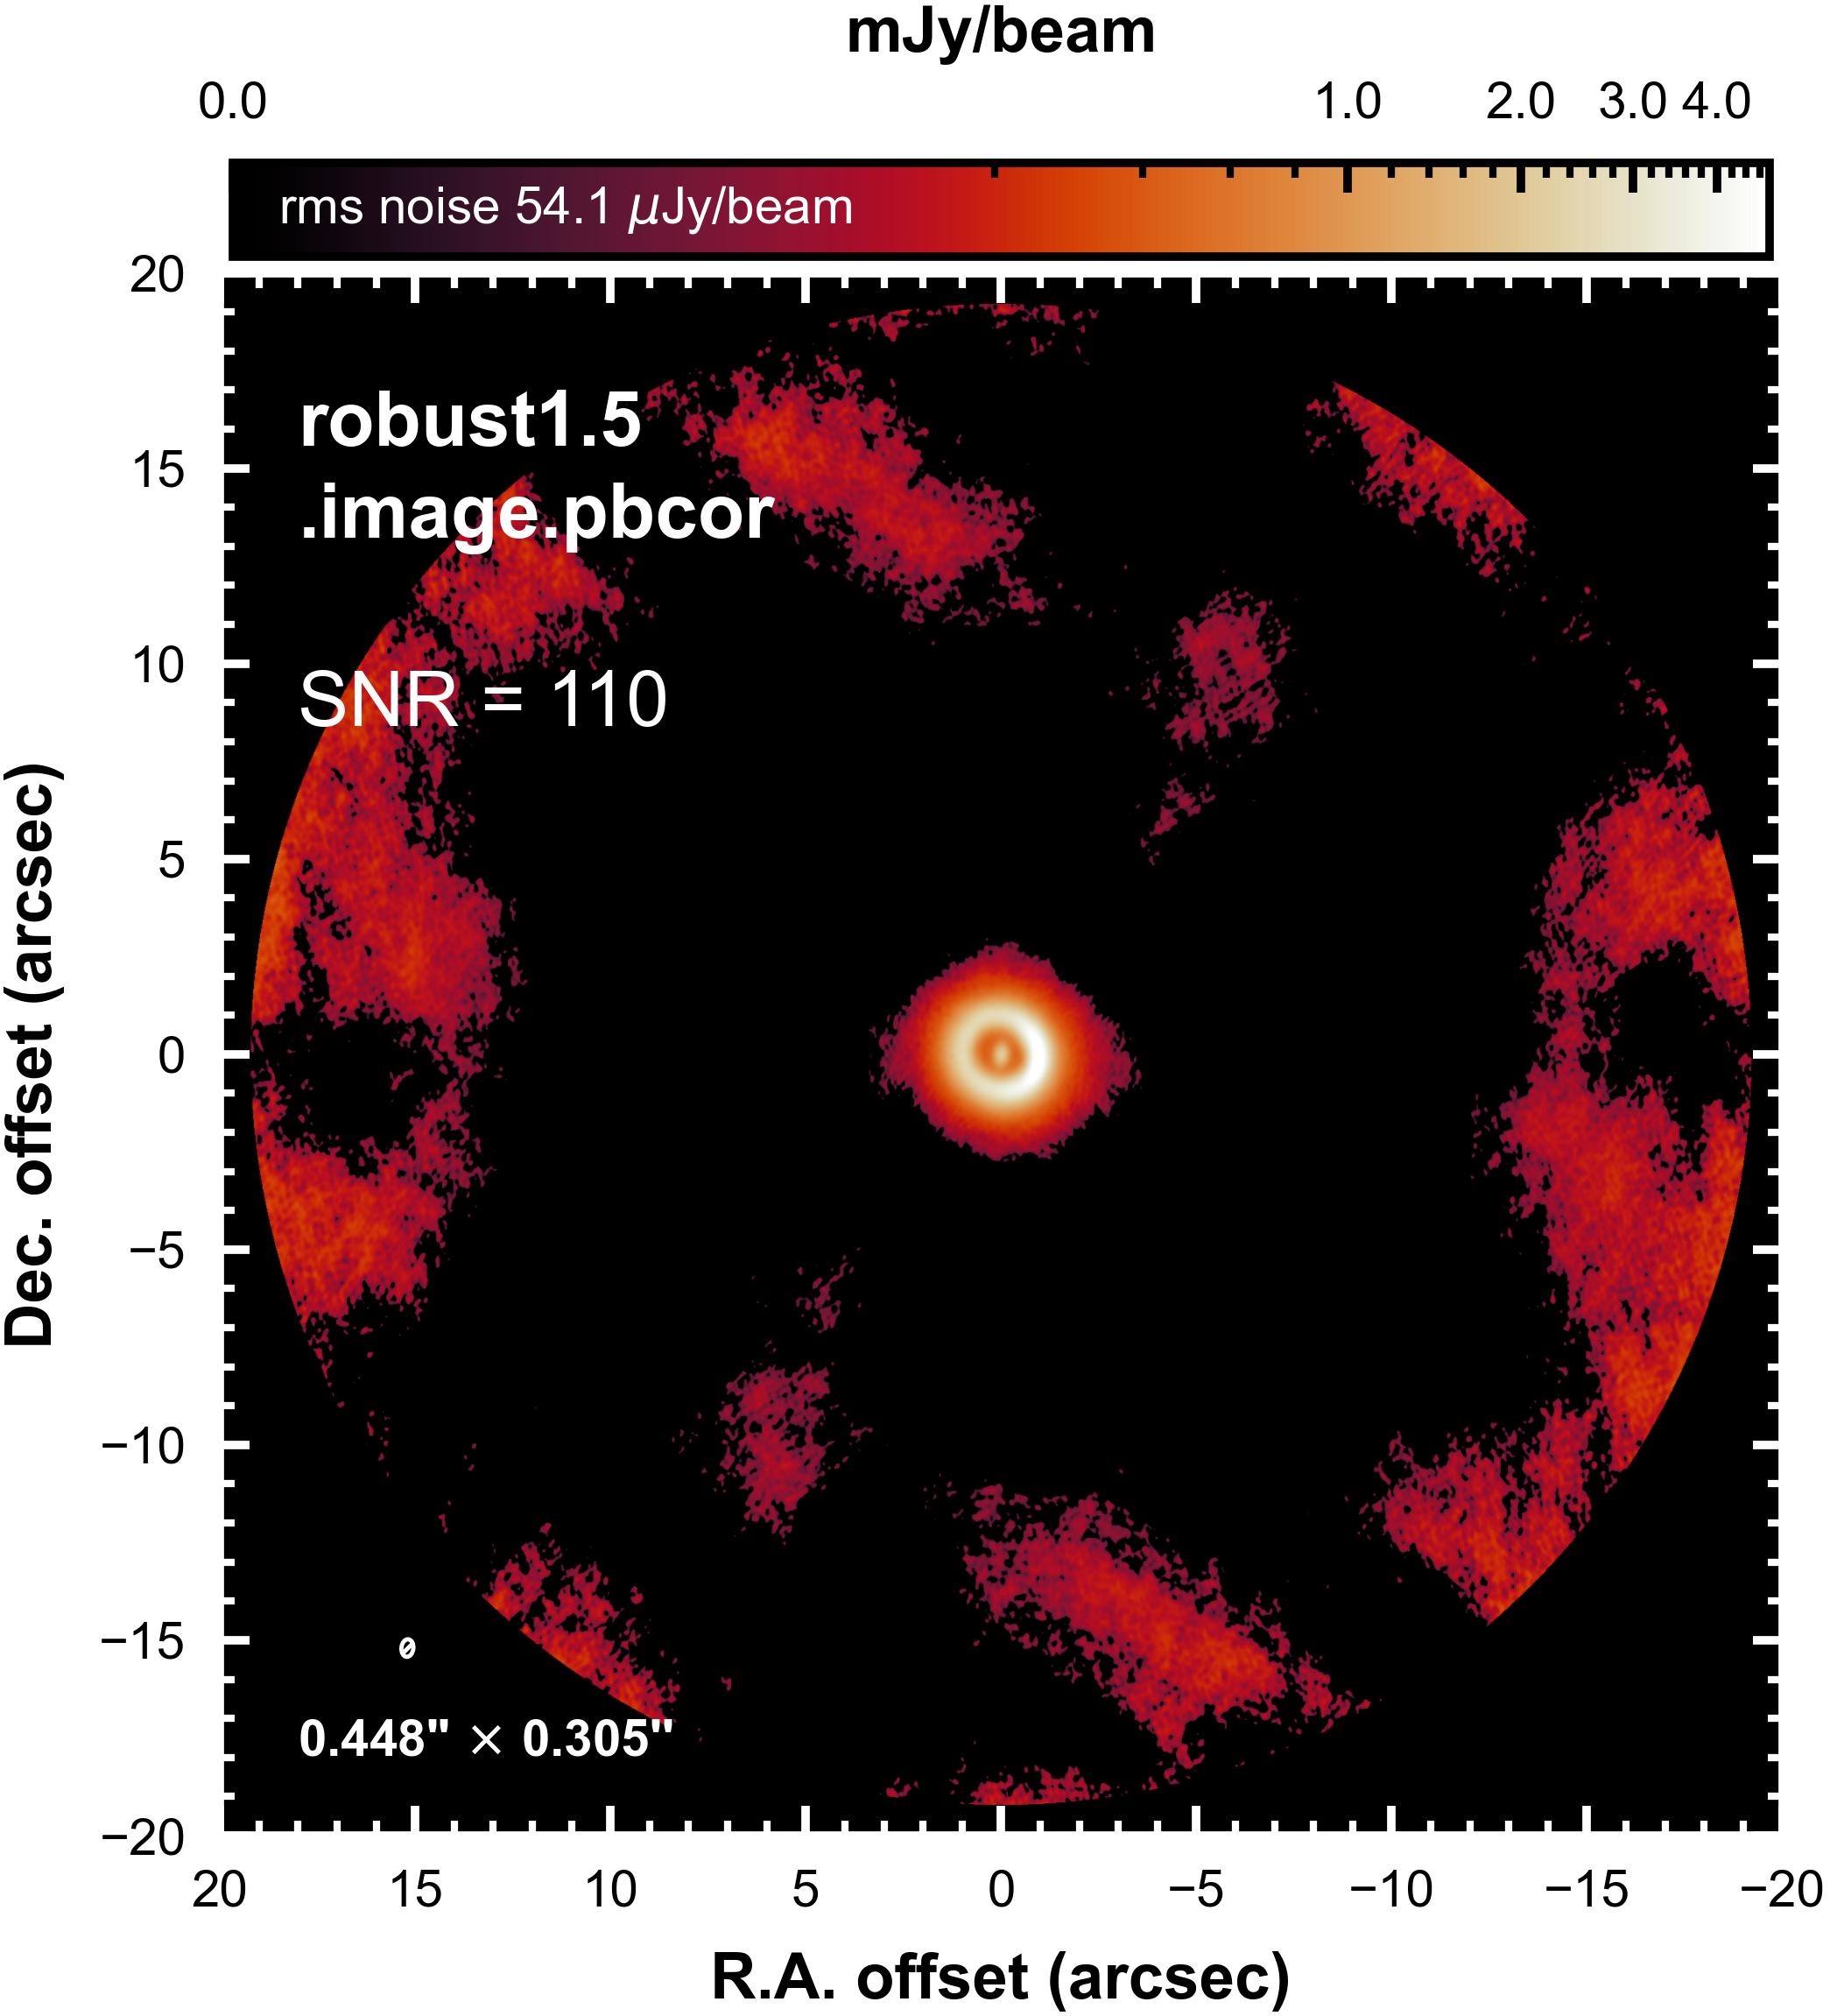 mJy/beam
0.0 1.0 2.0 3.0 4.0
rms noise 54.1 μJy/beam
robust1.5
.image.pbcor
SNR = 110
0.448" × 0.305"
20
15
10
5
0
−5
−10
−15
−20
Dec. offset (arcsec)
20 15 10 5 0 −5 −10 −15 −20
R.A. offset (arcsec)